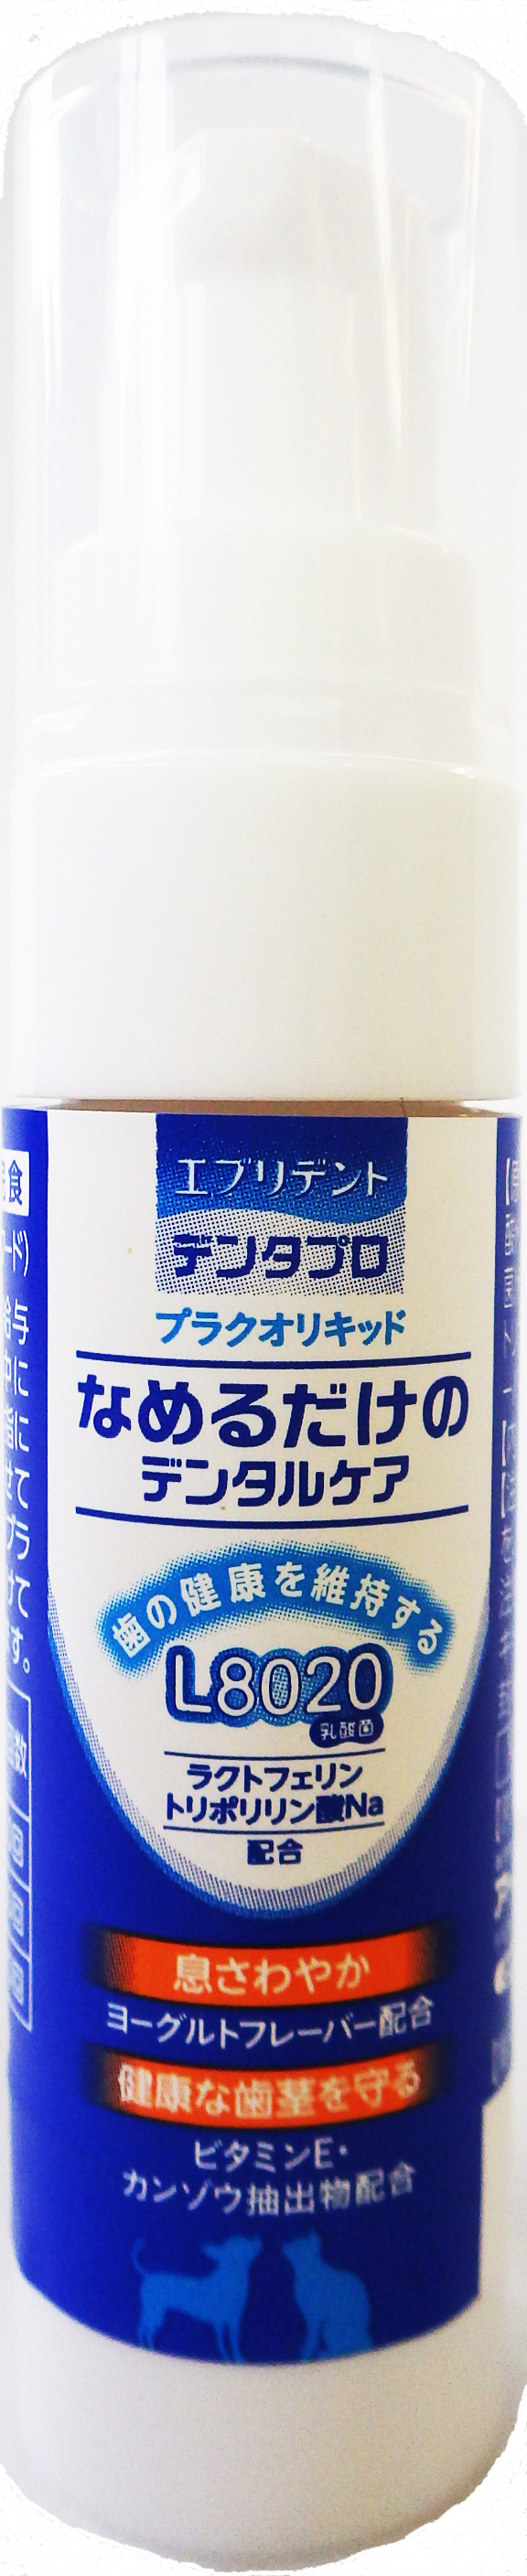 エブリデント
デンタプロ
プラクオリキッド
なめるだけの
デンタルケア
歯の健康を維持する
L8020
乳酸菌
ラクトフェリン
トリポリリン酸Na
配合
息さわやか
ヨーグルトフレーバー配合
健康な歯茎を守る
ビタミンE・
カンゾウ抽出物配合